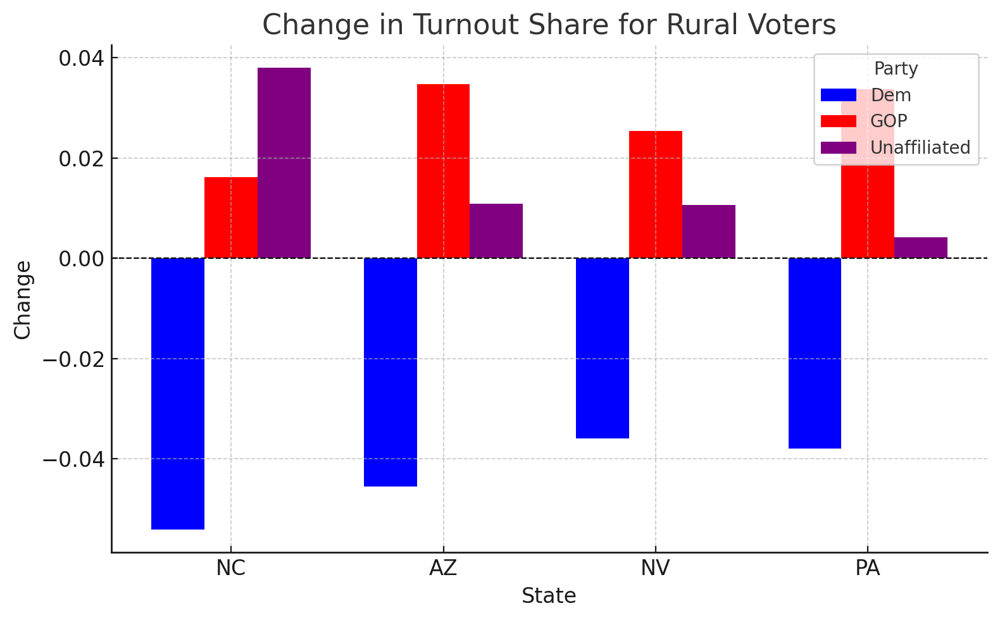 Change in Turnout Share for Rural Voters
Party
Dem
GOP
Unaffiliated
0.04
0.02
0.00
−0.02
−0.04
Change
NC
AZ
NV
PA
State